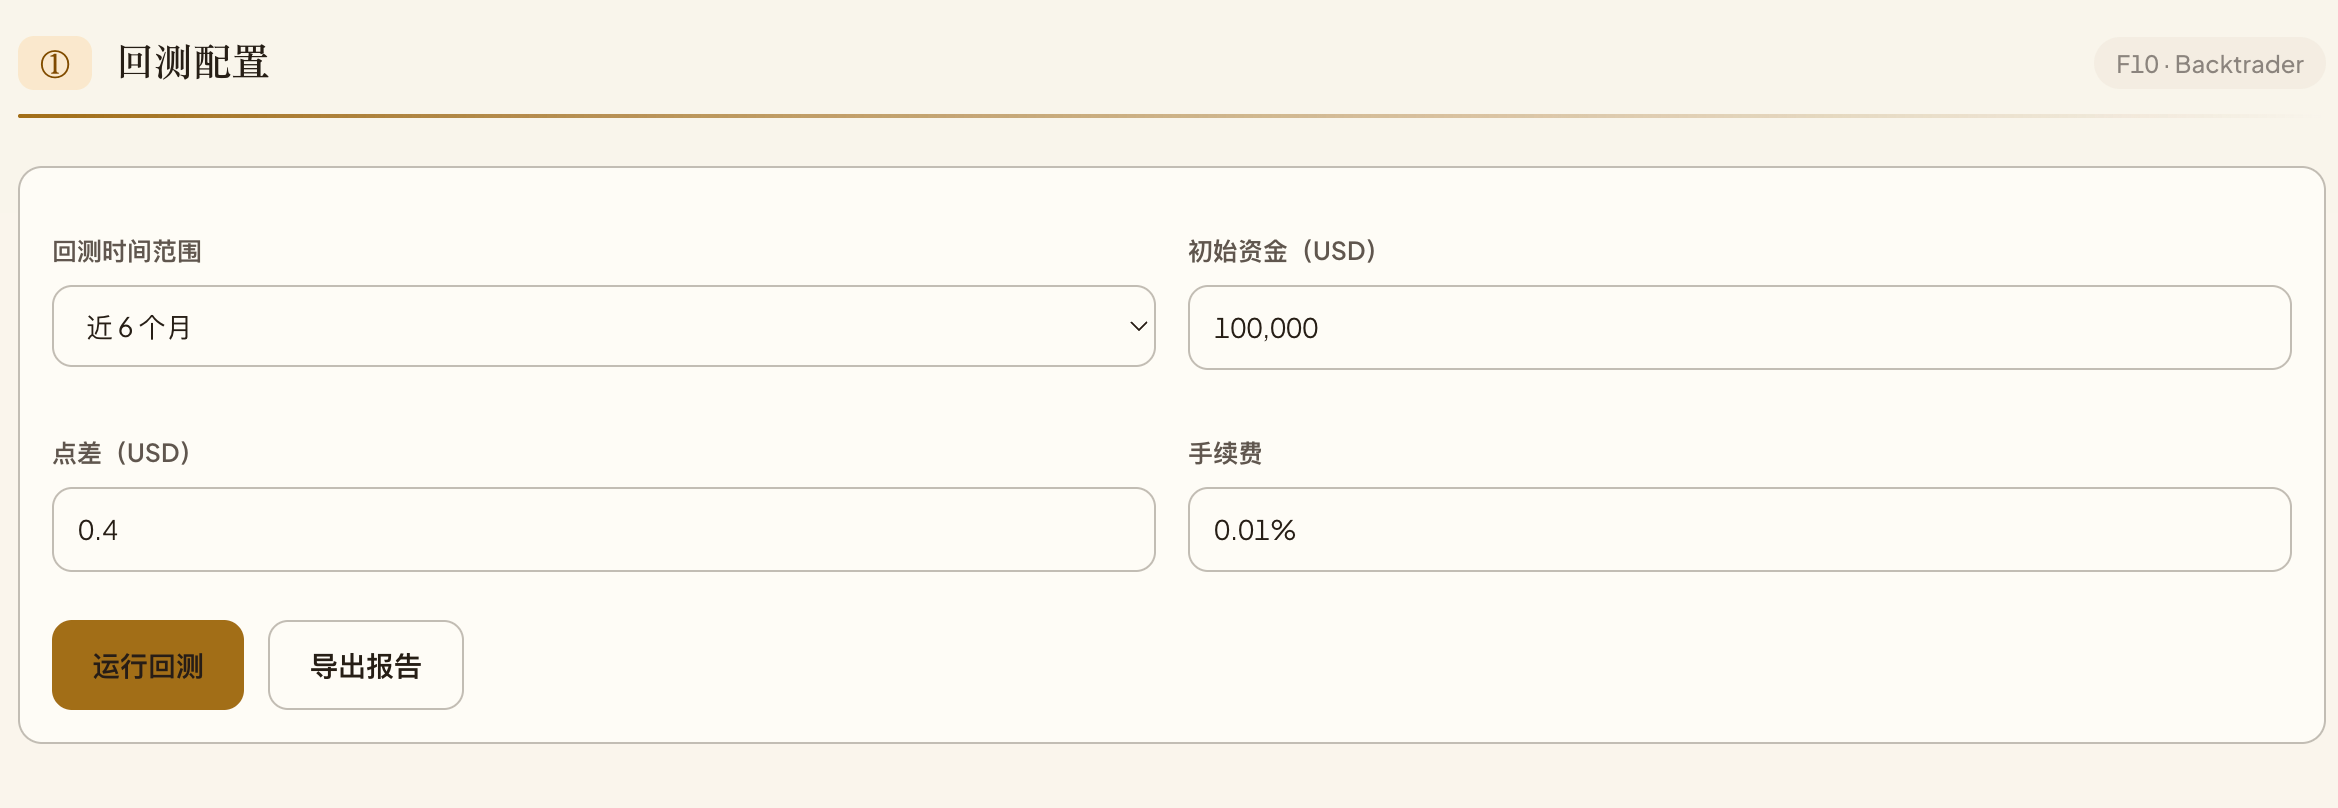 ① 回测配置
F10 · Backtrader
回测时间范围
初始资金（USD）
近 6 个月
100,000
点差（USD）
手续费
0.4
0.01%
运行回测
导出报告